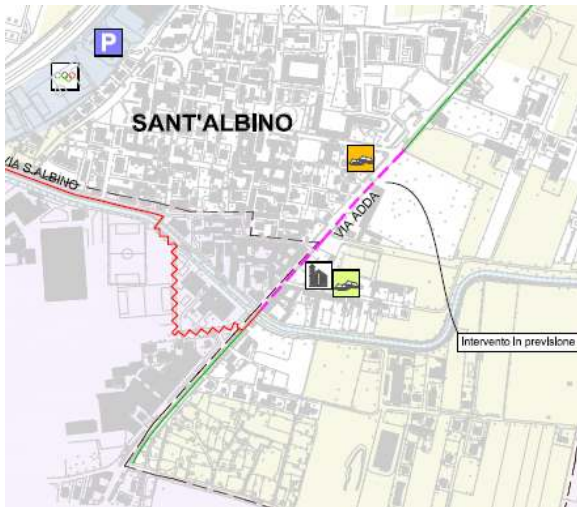 P
SANT'ALBINO
VIA S.ALBINO
VIA ADDA
Intervento in previsione